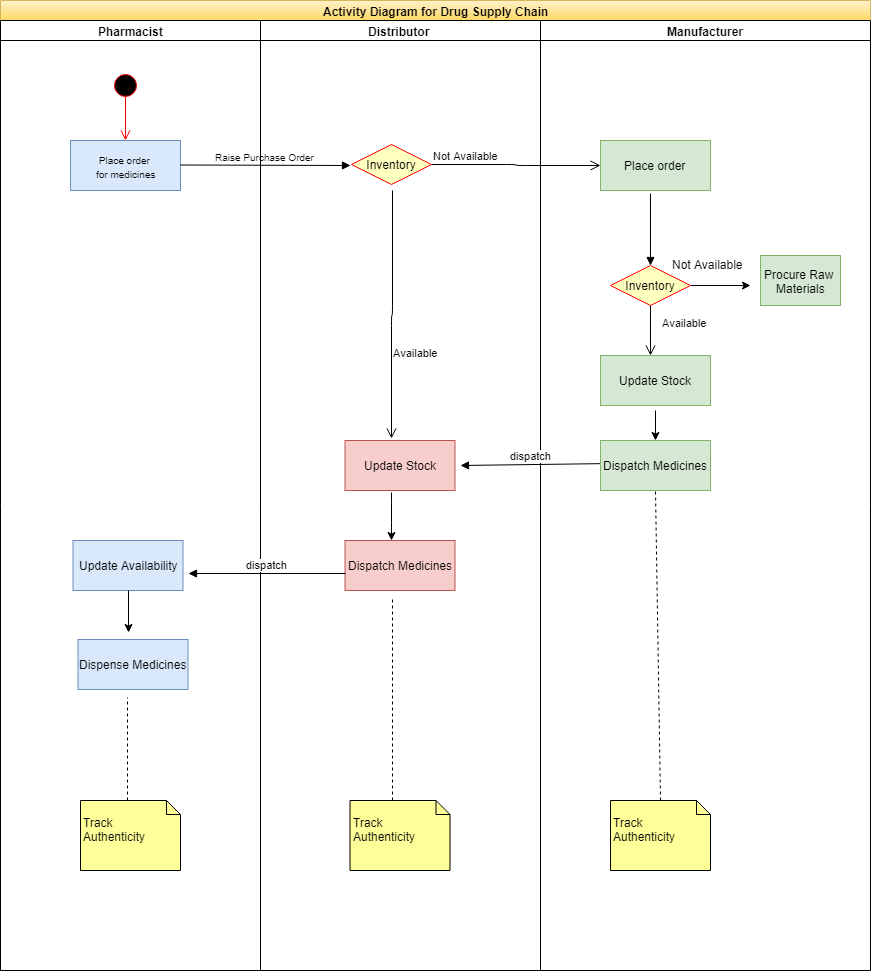 Activity Diagram for Drug Supply Chain
Pharmacist
Distributor
Manufacturer
Place order
for medicines
Raise Purchase Order
Inventory
Not Available
Place order
Not Available
Inventory
Procure Raw
Materials
Available
Available
Update Stock
Update Stock
dispatch
Dispatch Medicines
Update Availability
dispatch
Dispatch Medicines
Dispense Medicines
Track
Authenticity
Track
Authenticity
Track
Authenticity